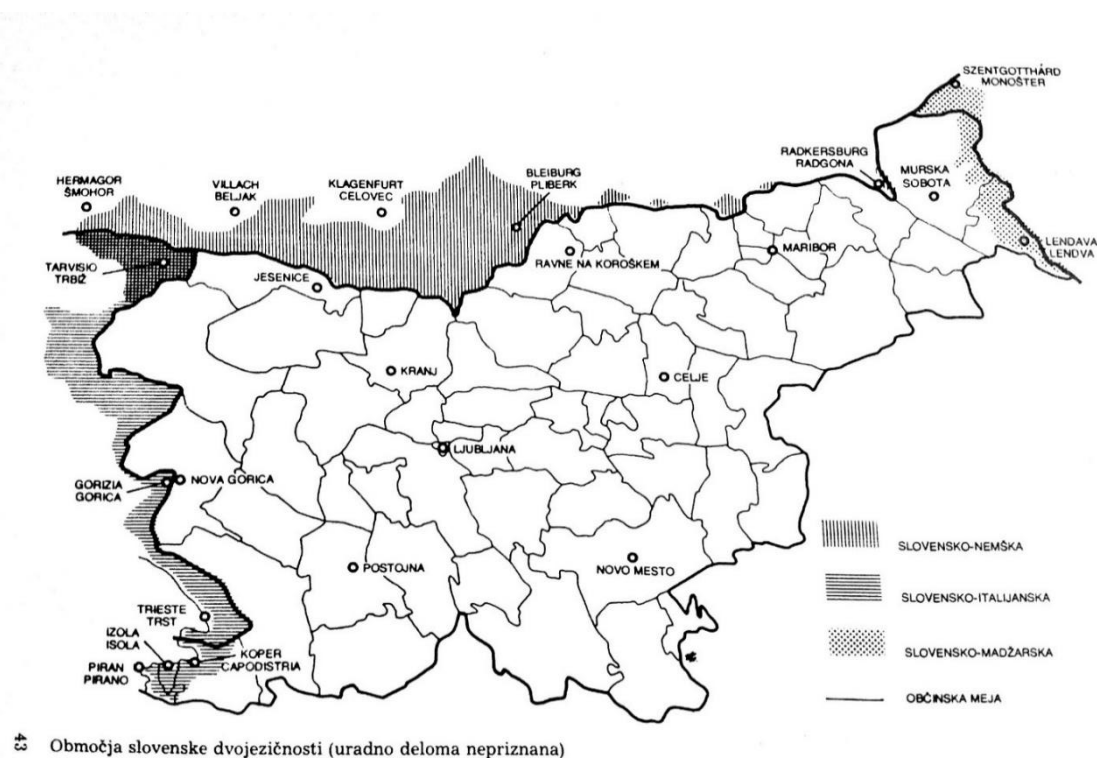 SZENTGOTTHÁRD
MONOŠTER
RADKERSBURG
RADGONA
MURSKA
SOBOTA
HERMAGOR
ŠMOHOR
VILLACH
BELJAK
KLAGENFURT
CELOVEC
BLEIBURG
PLIBERK
LENDAVA
LENDVA
MARIBOR
RAVNE NA KOROŠKEM
TARVISIO
TRBIŽ
JESENICE
KRANJ
CELJE
LJUBLJANA
GORIZIA
GORICA
NOVA GORICA
POSTOJNA
NOVO MESTO
TRIESTE
TRST
IZOLA
ISOLA
KOPER
CAPODISTRIA
PIRAN
PIRANO
SLOVENSKO-NEMŠKA
SLOVENSKO-ITALIJANSKA
SLOVENSKO-MADŽARSKA
OBČINSKA MEJA
43
Območja slovenske dvojezičnosti (uradno deloma nepriznana)